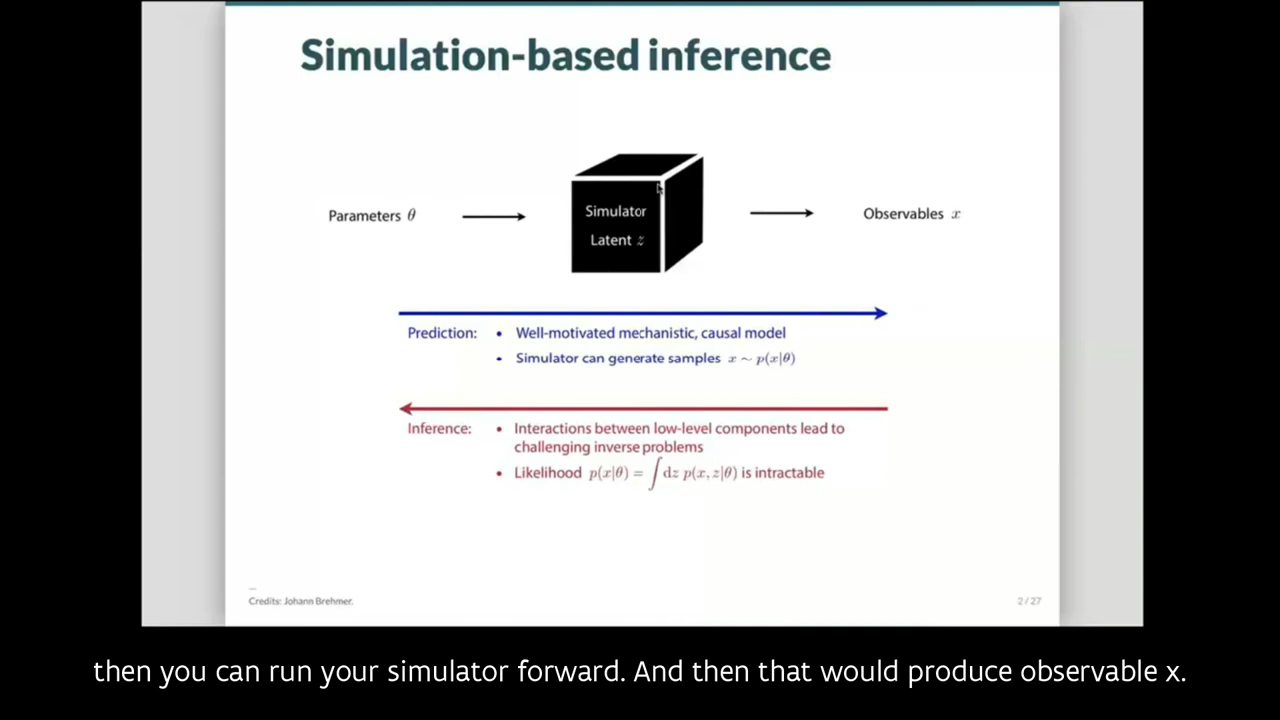 Simulation-based inference
Parameters θ
Simulator
Latent z
Observables x
Prediction: • Well-motivated mechanistic, causal model
• Simulator can generate samples x ~ p(x|θ)
Inference: • Interactions between low-level components lead to
challenging inverse problems
• Likelihood p(x|θ) = ∫dz p(x, z|θ) is intractable
Credits: Johann Brehmer.
2 / 27
then you can run your simulator forward. And then that would produce observable x.